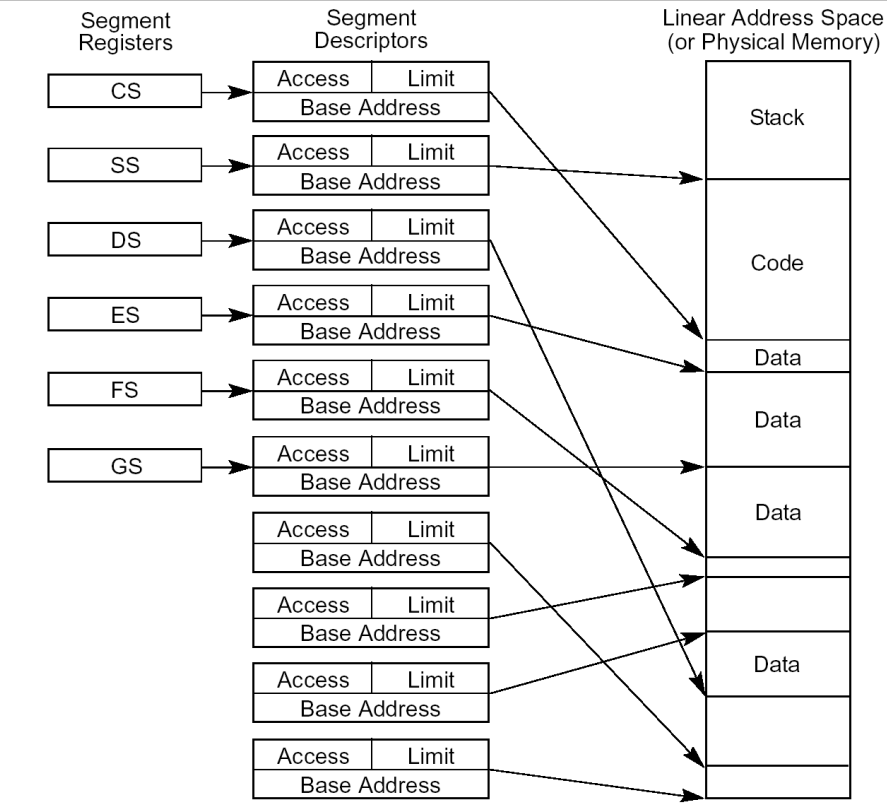 Segment
Registers
Segment
Descriptors
Linear Address Space
(or Physical Memory)
CS
Access Limit
Base Address
Stack
SS
Access Limit
Base Address
DS
Access Limit
Base Address
Code
ES
Access Limit
Base Address
Data
FS
Access Limit
Base Address
Data
GS
Access Limit
Base Address
Data
Access Limit
Base Address
Access Limit
Base Address
Access Limit
Base Address
Data
Access Limit
Base Address